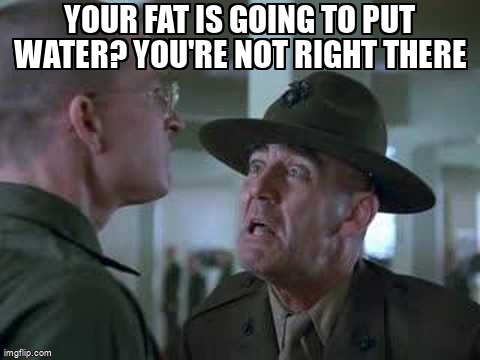 YOUR FAT IS GOING TO PUT
WATER? YOU'RE NOT RIGHT THERE
imgflip.com